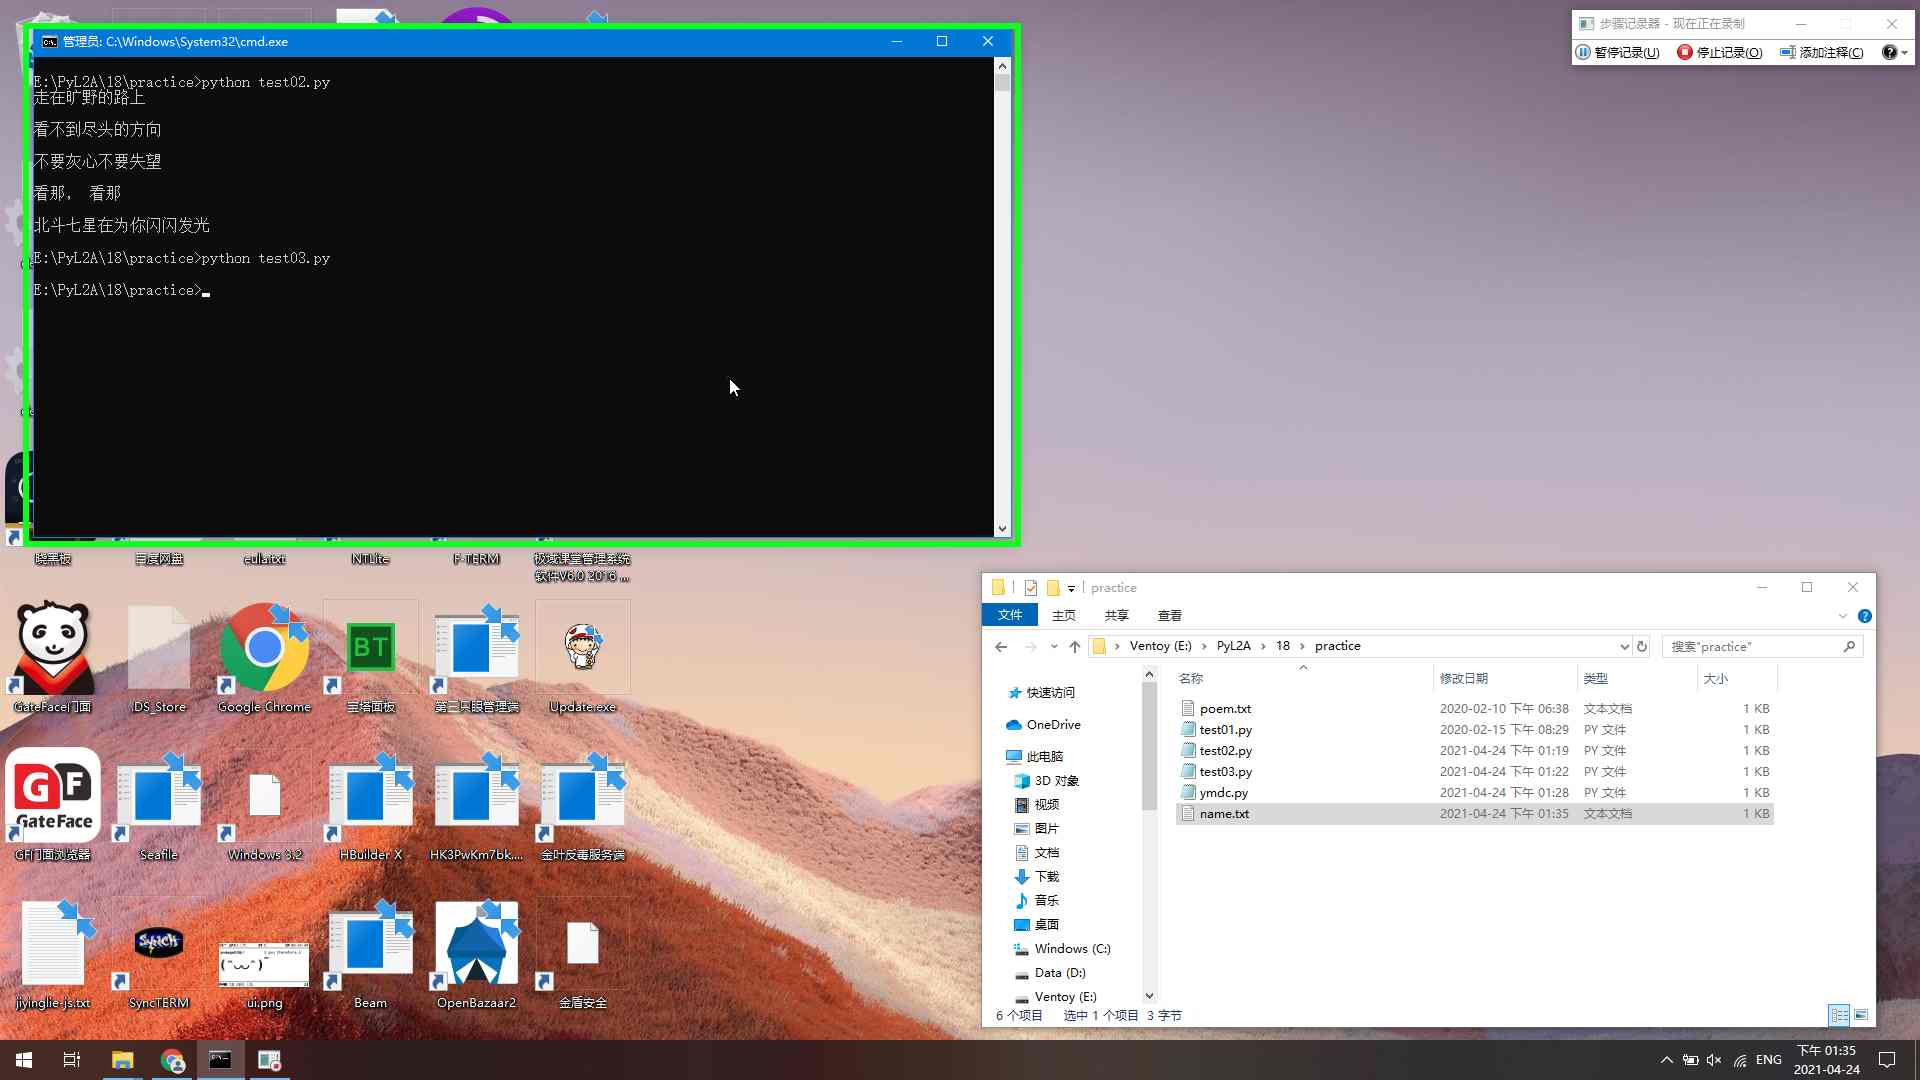 管理员: C:\Windows\System32\cmd.exe
E:\PyL2A\18\practice>python test02.py
走在旷野的路上
看不到尽头的方向
不要灰心不要失望
看那， 看那
北斗七星在为你闪闪发光
E:\PyL2A\18\practice>python test03.py
E:\PyL2A\18\practice>
步骤记录器 - 现在正在录制
暂停记录(U) 停止记录(O) 添加注释(C)
晓黑板
百度网盘
eula.txt
NTLite
F-TERM
极域课堂管理系统
软件V6.0 2016 ...
BT
GateFace门面
.DS_Store
Google Chrome
宝塔面板
第三只眼管理端
Update.exe
GF
GateFace
GF门面浏览器
Seafile
Windows 3.2
HBuilder X
HK3PwKm7bk....
金叶反毒服务端
jiyinglie-js.txt
SyncTERM
ui.png
Beam
OpenBazaar2
金盾安全
practice
文件 主页 共享 查看
Ventoy (E:) PyL2A 18 practice
搜索"practice"
快速访问
OneDrive
此电脑
3D 对象
视频
图片
文档
下载
音乐
桌面
Windows (C:)
Data (D:)
Ventoy (E:)
名称 修改日期 类型 大小
poem.txt 2020-02-10 下午 06:38 文本文档 1 KB
test01.py 2020-02-15 下午 08:29 PY 文件 1 KB
test02.py 2021-04-24 下午 01:19 PY 文件 1 KB
test03.py 2021-04-24 下午 01:22 PY 文件 1 KB
ymdc.py 2021-04-24 下午 01:28 PY 文件 1 KB
name.txt 2021-04-24 下午 01:35 文本文档 1 KB
6 个项目 选中 1 个项目 3 字节
ENG
下午 01:35
2021-04-24